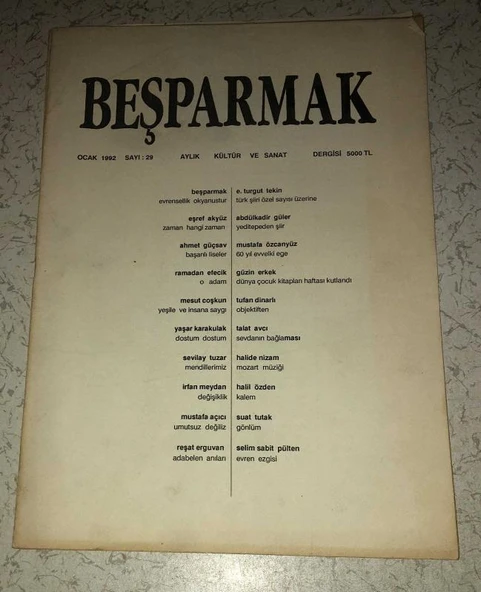 BEŞPARMAK
OCAK 1992 SAYI : 29 AYLIK KÜLTÜR VE SANAT DERGİSİ 5000 TL
beşparmak
evrensellik okyanustur
eşref akyüz
zaman hangi zaman
ahmet güçsav
başarılı liseler
ramadan efecik
o adam
mesut coşkun
yeşile ve insana saygı
yaşar karakulak
dostum dostum
sevilay tuzar
mendillerimiz
irfan meydan
değişiklik
mustafa açıcı
umutsuz değiliz
reşat erguvan
adabelen anıları
e. turgut tekin
türk şiiri özel sayısı üzerine
abdülkadir güler
yeditepeden şiir
mustafa özcanyüz
60 yıl evvelki ege
güzin erkek
dünya çocuk kitapları haftası kutlandı
tufan dinarlı
objektiften
talat avcı
sevdanın bağlaması
halide nizam
mozart müziği
halil özden
kalem
suat tutak
gönlüm
selim sabit pülten
evren ezgisi